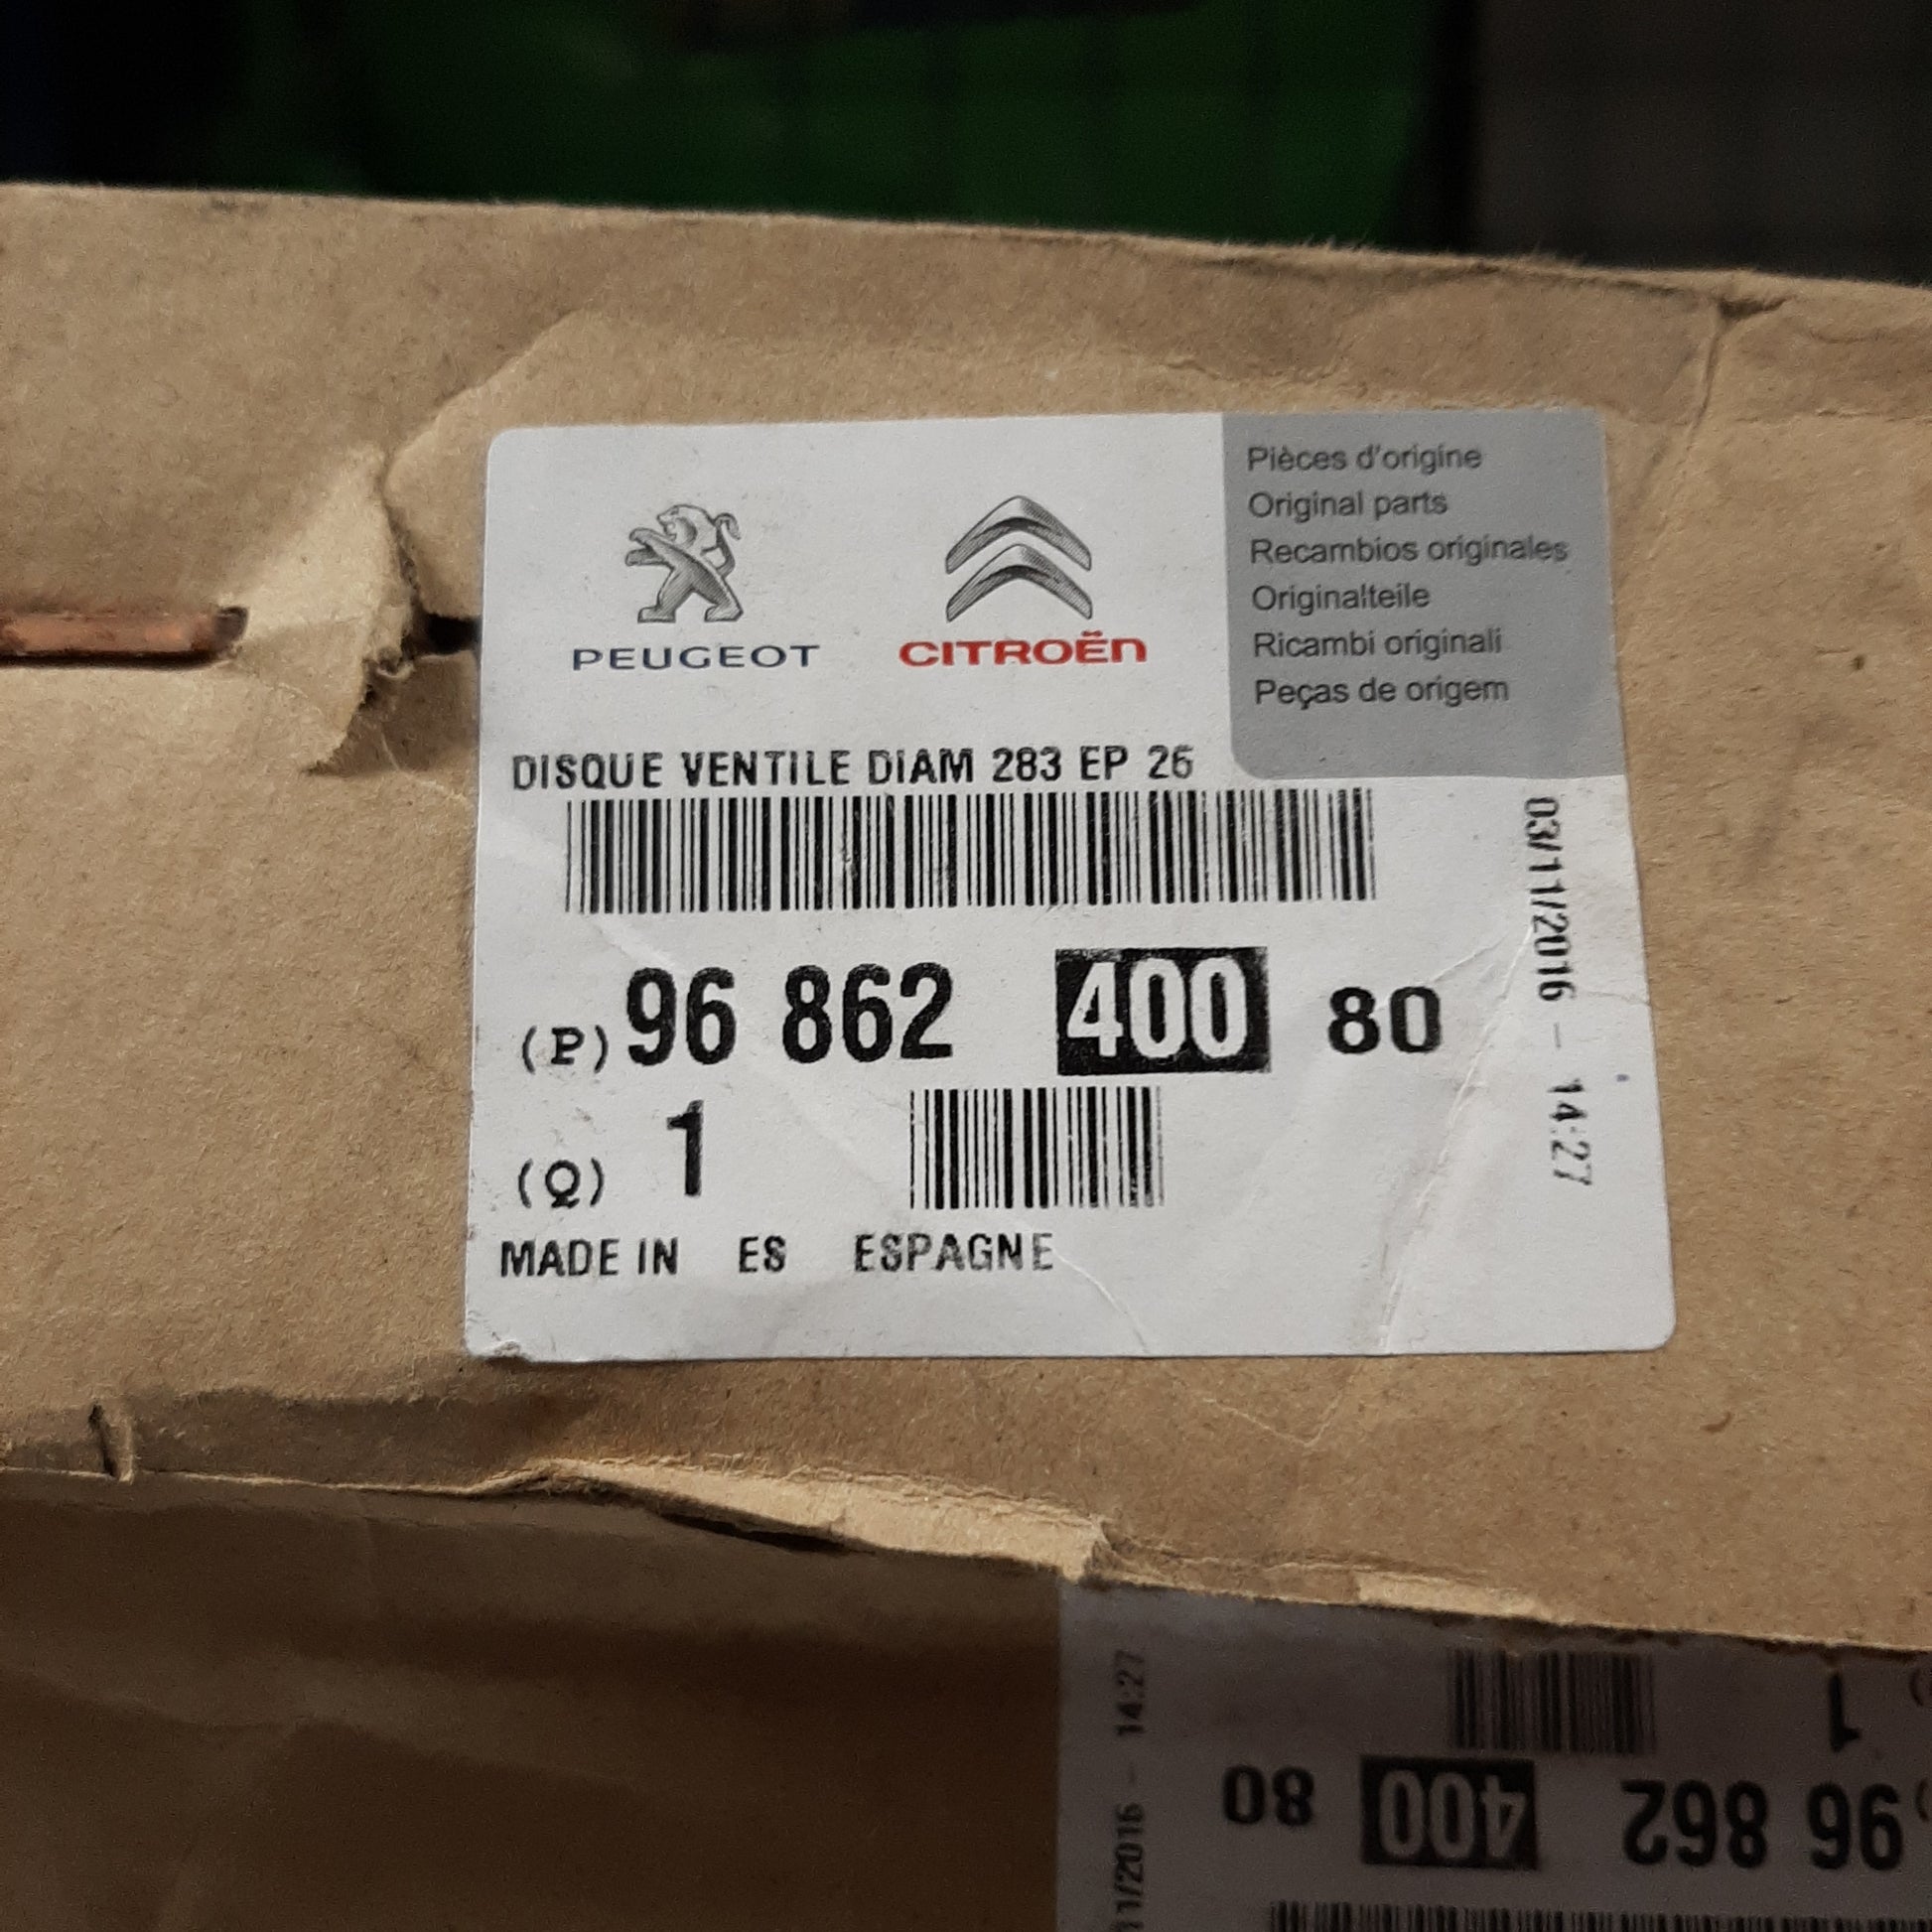 PEUGEOT
CITROËN
Pièces d'origine
Original parts
Recambios originales
Originalteile
Ricambi originali
Peças de origem
DISQUE VENTILE DIAM 283 EP 26
(P) 96 862 400 80
(Q) 1
MADE IN ES ESPAGNE
03/11/2016 - 14:27
1
96 862 400 80
11/2016 - 14:27